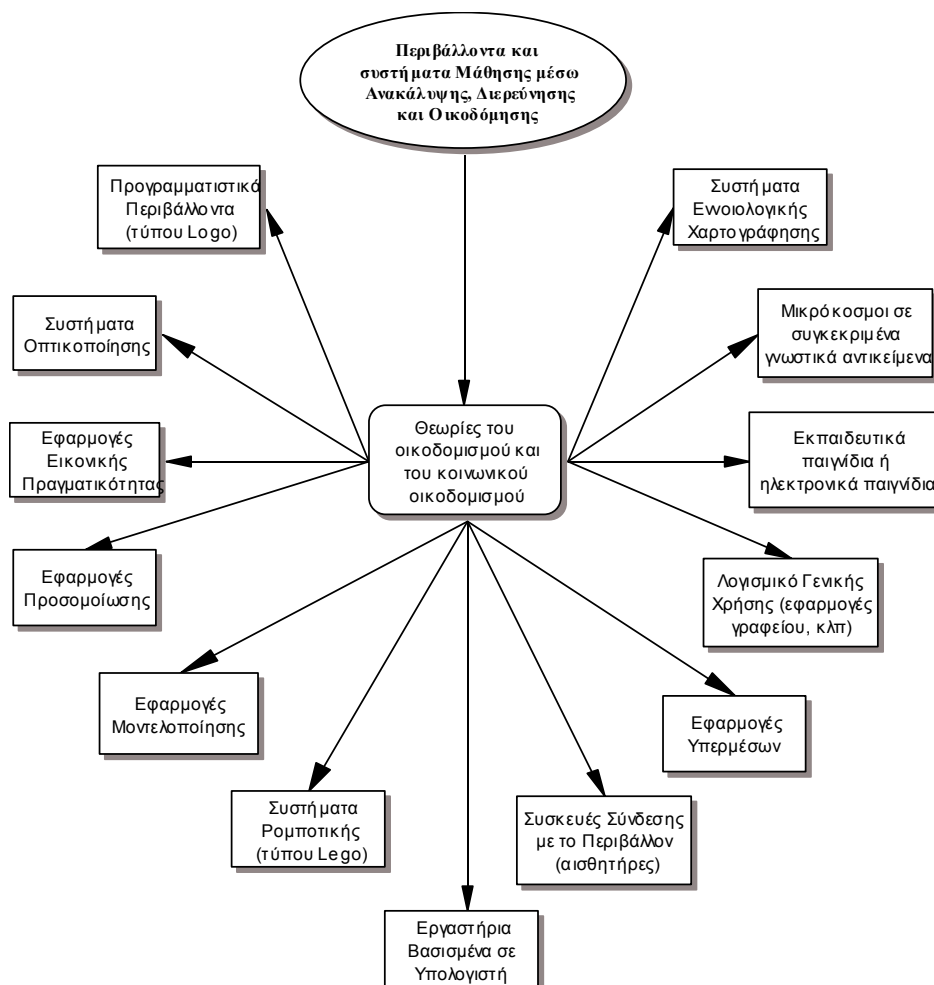 Περιβάλλοντα και
συστήματα Μάθησης μέσω
Ανακάλυψης, Διερεύνησης
και Οικοδόμησης
Προγραμματιστικά
Περιβάλλοντα
(τύπου Logo)
Συστήματα
Εννοιολογικής
Χαρτογράφησης
Συστήματα
Οπτικοποίησης
Μικρόκοσμοι σε
συγκεκριμένα
γνωστικά αντικείμενα
Εφαρμογές
Εικονικής
Πραγματικότητας
Θεωρίες του
οικοδομισμού και
του κοινωνικού
οικοδομισμού
Εκπαιδευτικά
παιγνίδια ή
ηλεκτρονικά παιγνίδια
Εφαρμογές
Προσομοίωσης
Λογισμικό Γενικής
Χρήσης (εφαρμογές
γραφείου, κλπ)
Εφαρμογές
Μοντελοποίησης
Εφαρμογές
Υπερμέσων
Συστήματα
Ρομποτικής
(τύπου Lego)
Συσκευές Σύνδεσης
με το Περιβάλλον
(αισθητήρες)
Εργαστήρια
Βασισμένα σε
Υπολογιστή